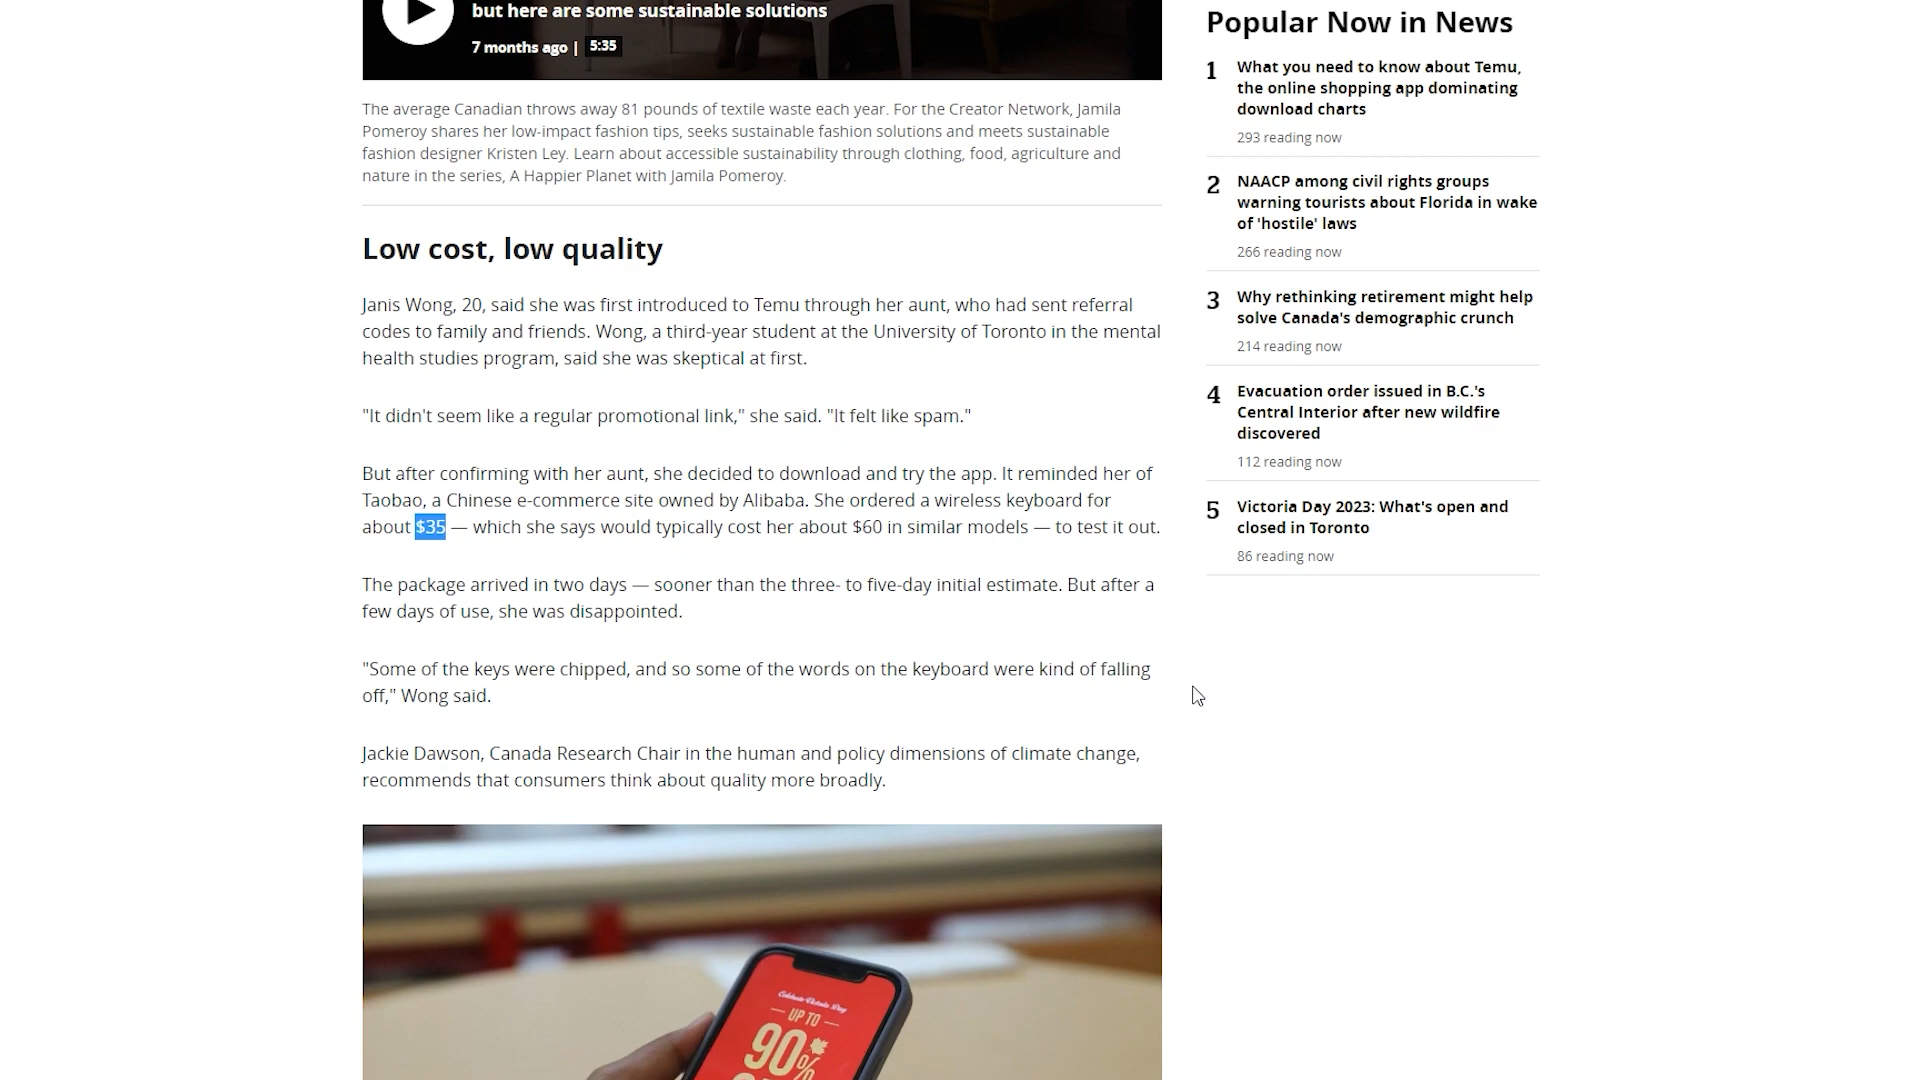 but here are some sustainable solutions
7 months ago | 5:35
The average Canadian throws away 81 pounds of textile waste each year. For the Creator Network, Jamila
Pomeroy shares her low-impact fashion tips, seeks sustainable fashion solutions and meets sustainable
fashion designer Kristen Ley. Learn about accessible sustainability through clothing, food, agriculture and
nature in the series, A Happier Planet with Jamila Pomeroy.
Low cost, low quality
Janis Wong, 20, said she was first introduced to Temu through her aunt, who had sent referral
codes to family and friends. Wong, a third-year student at the University of Toronto in the mental
health studies program, said she was skeptical at first.
"It didn't seem like a regular promotional link," she said. "It felt like spam."
But after confirming with her aunt, she decided to download and try the app. It reminded her of
Taobao, a Chinese e-commerce site owned by Alibaba. She ordered a wireless keyboard for
about $35 — which she says would typically cost her about $60 in similar models — to test it out.
The package arrived in two days — sooner than the three- to five-day initial estimate. But after a
few days of use, she was disappointed.
"Some of the keys were chipped, and so some of the words on the keyboard were kind of falling
off," Wong said.
Jackie Dawson, Canada Research Chair in the human and policy dimensions of climate change,
recommends that consumers think about quality more broadly.
Celebrate Victoria Day
UP TO
90%
Popular Now in News
1 What you need to know about Temu,
the online shopping app dominating
download charts
293 reading now
2 NAACP among civil rights groups
warning tourists about Florida in wake
of 'hostile' laws
266 reading now
3 Why rethinking retirement might help
solve Canada's demographic crunch
214 reading now
4 Evacuation order issued in B.C.'s
Central Interior after new wildfire
discovered
112 reading now
5 Victoria Day 2023: What's open and
closed in Toronto
86 reading now